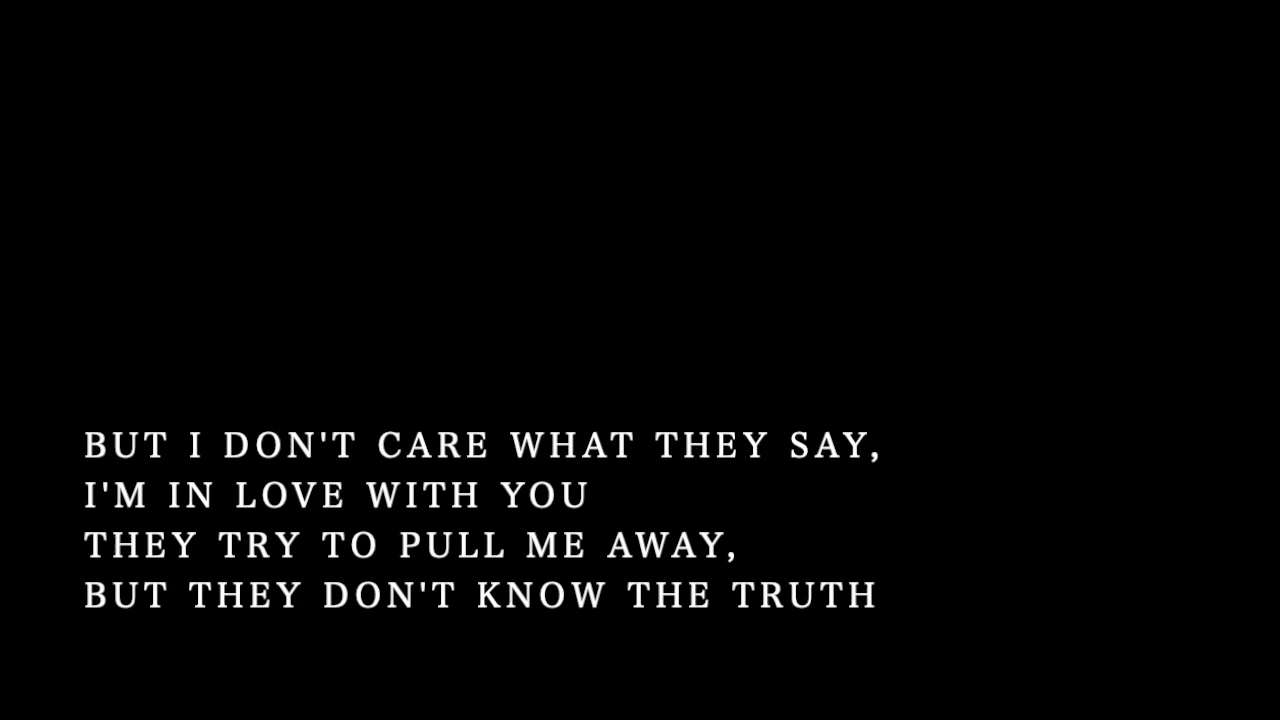 BUT I DON'T CARE WHAT THEY SAY,
I'M IN LOVE WITH YOU
THEY TRY TO PULL ME AWAY,
BUT THEY DON'T KNOW THE TRUTH